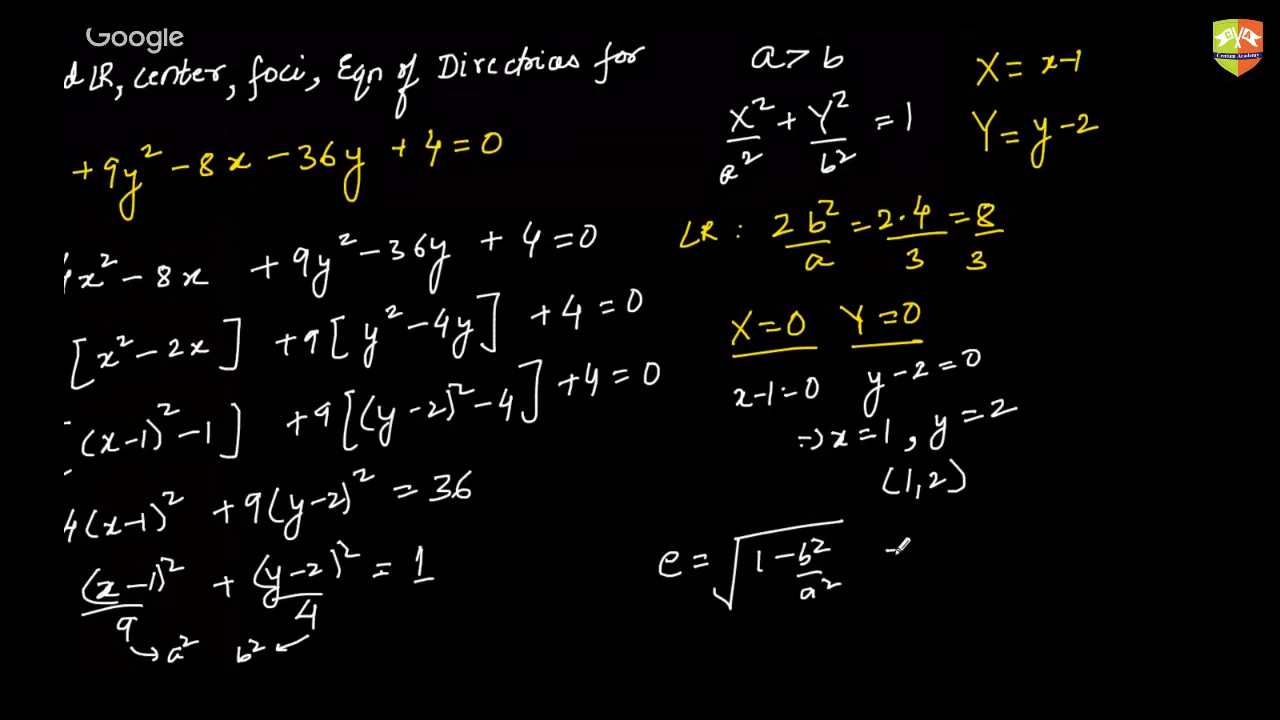 Google
LR, center, foci, Eqn of Directrices for
+ 9y² - 8x - 36y + 4 = 0
x² - 8x + 9y² - 36y + 4 = 0
[x² - 2x] + 9[y² - 4y] + 4 = 0
(x-1)² - 1] + 9[(y-2)² - 4] + 4 = 0
4(x-1)² + 9(y-2)² = 36
(x-1)²/9 + (y-2)²/4 = 1
→ a² b² ←
a > b
X²/a² + Y²/b² = 1
X = x-1
Y = y-2
LR : 2b²/a = 2.4/3 = 8/3
X = 0 Y = 0
x-1=0 y-2=0
⇒ x = 1, y = 2
(1,2)
e = √(1 - b²/a²)